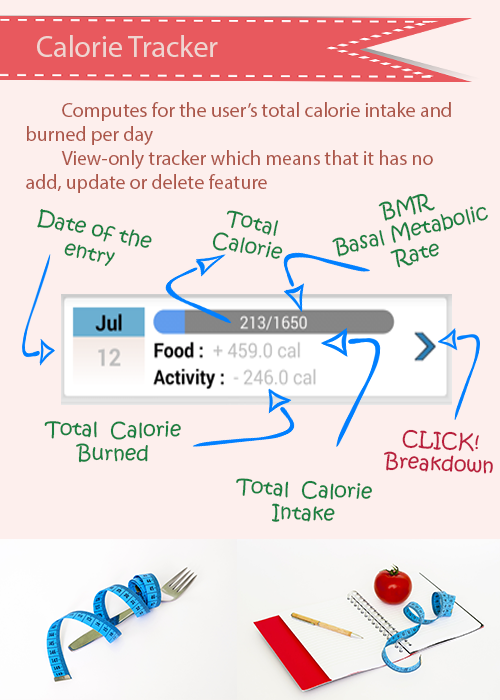 Calorie Tracker
Computes for the user's total calorie intake and
burned per day
View-only tracker which means that it has no
add, update or delete feature
Date of the
entry
Total
Calorie
BMR
Basal Metabolic
Rate
Jul
12
213/1650
Food : + 459.0 cal
Activity : - 246.0 cal
Total Calorie
Burned
CLICK!
Breakdown
Total Calorie
Intake